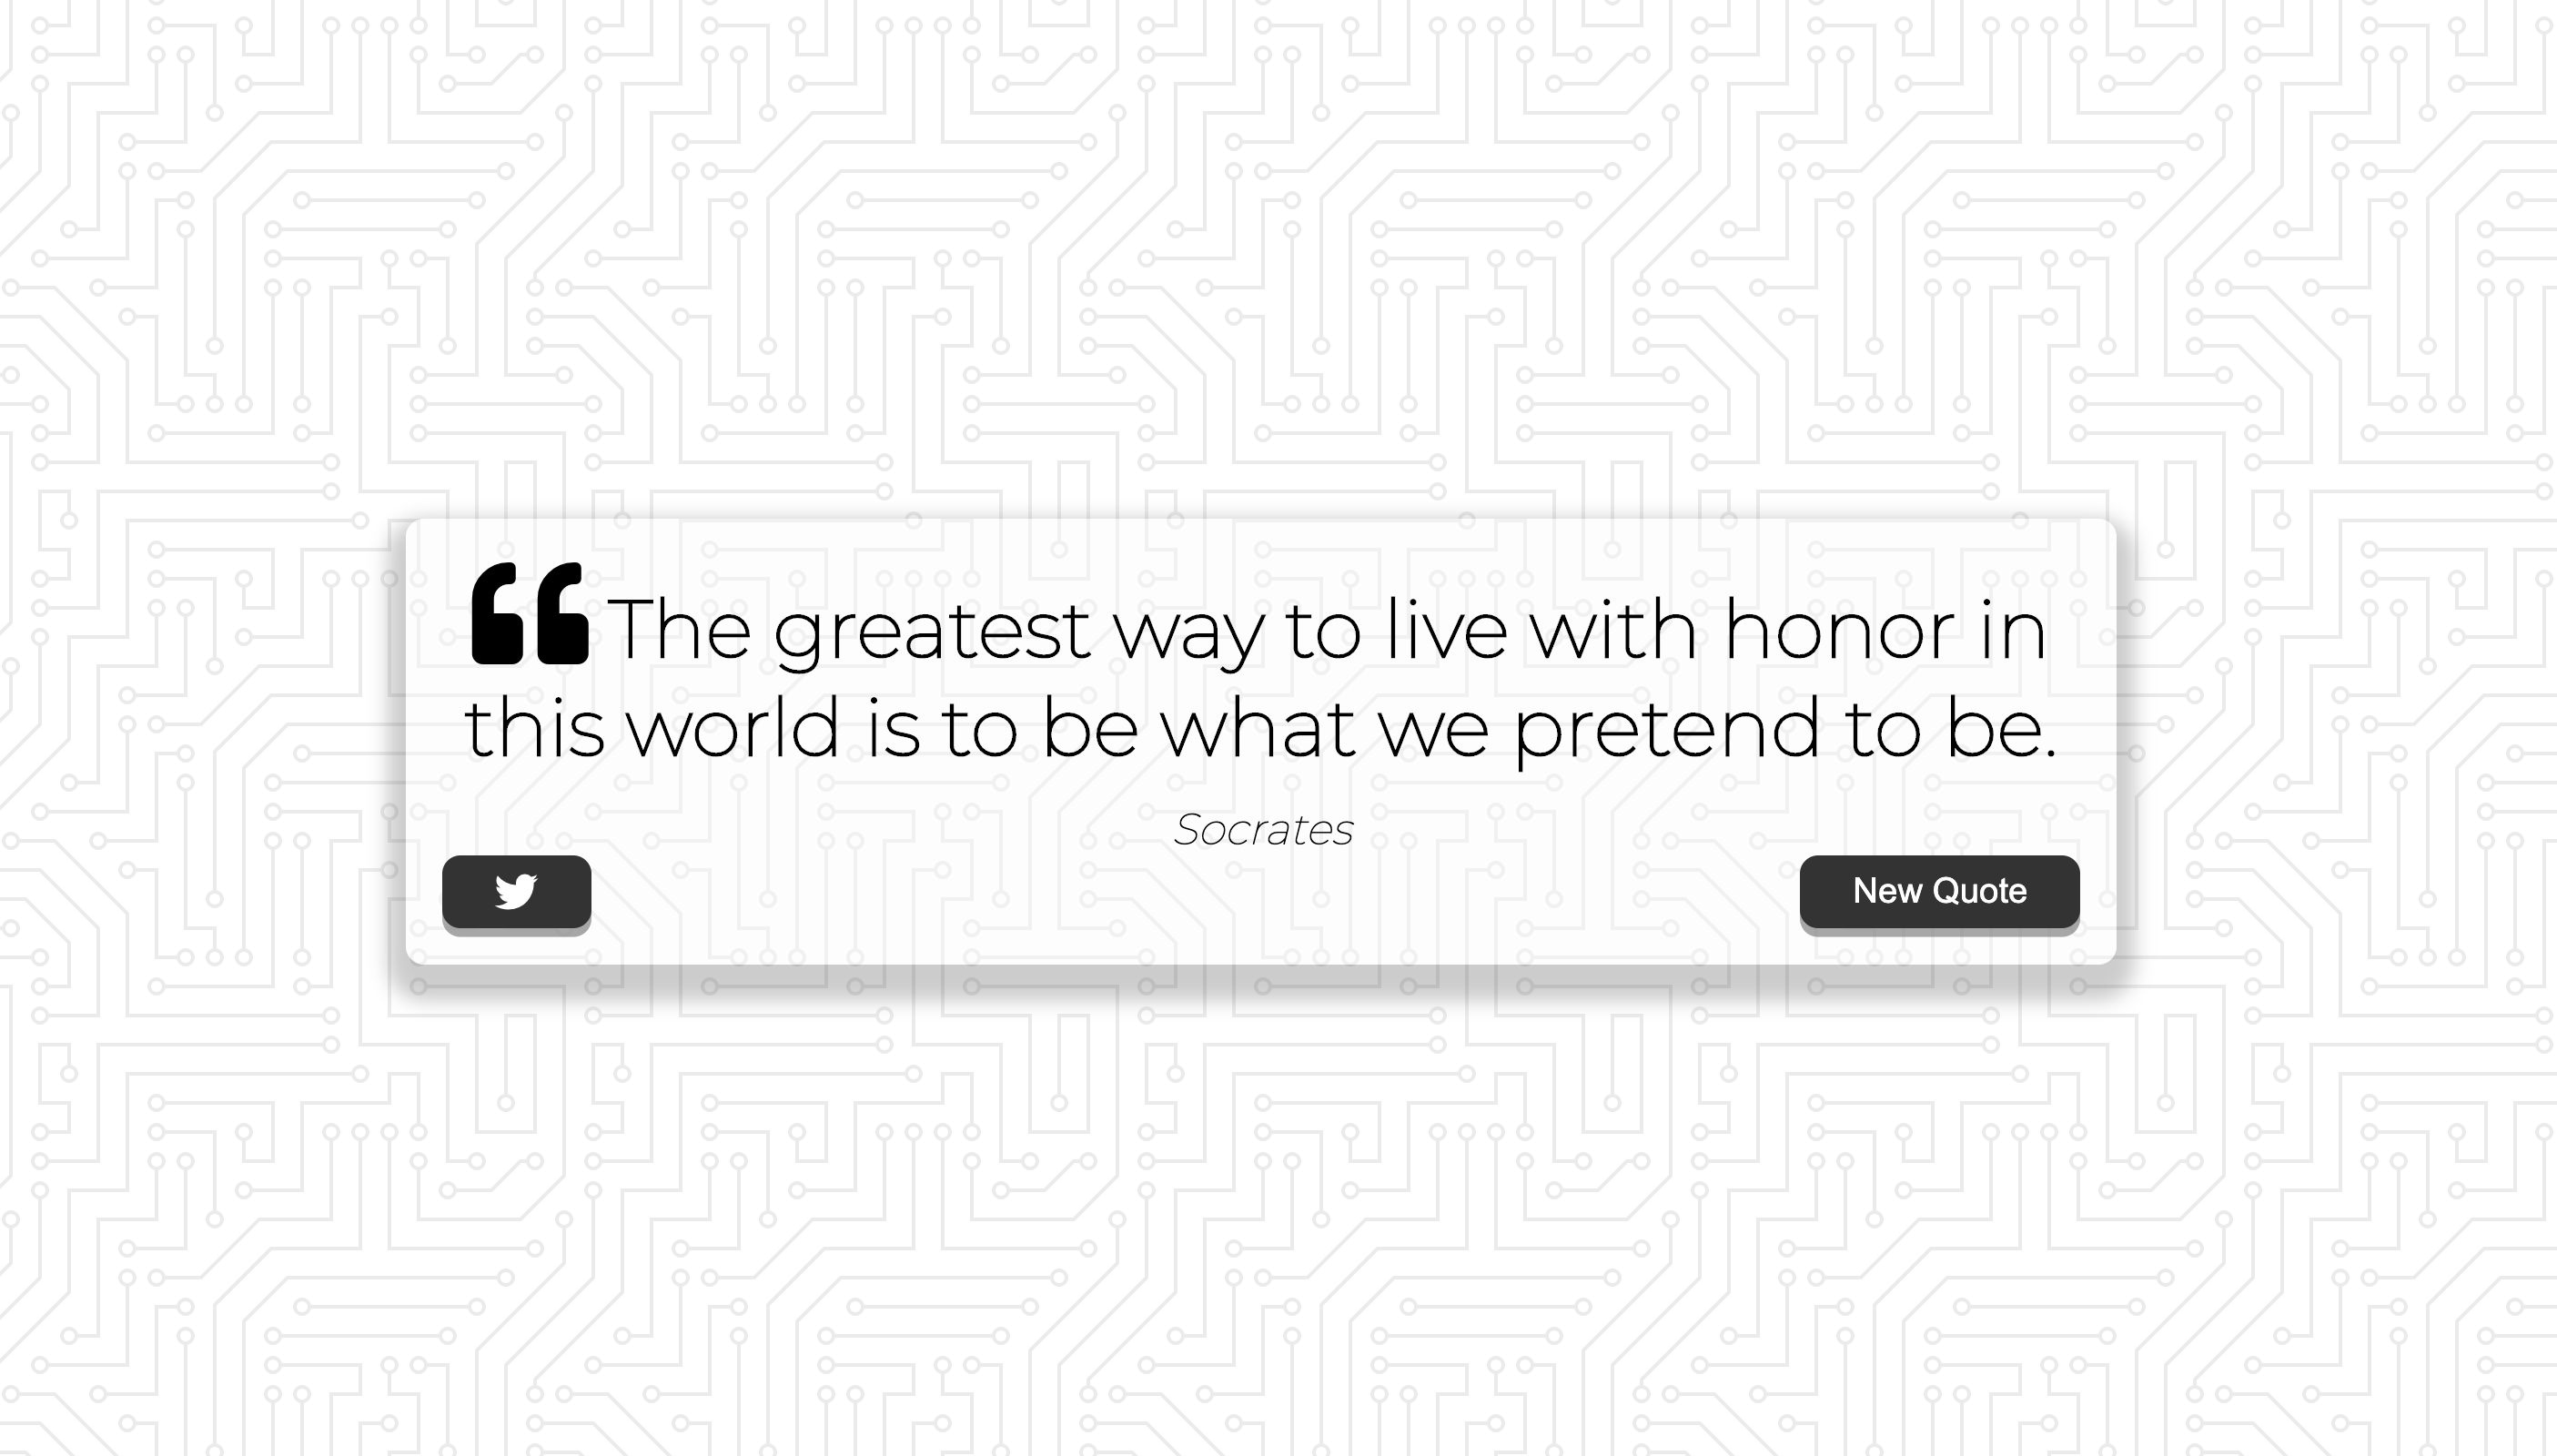 The greatest way to live with honor in
this world is to be what we pretend to be.
Socrates
New Quote